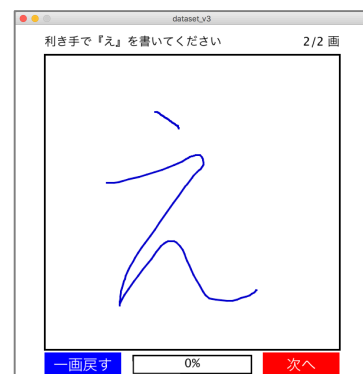 dataset_v3
利き手で『え』を書いてください 2/2 画
え
一画戻す 0% 次へ